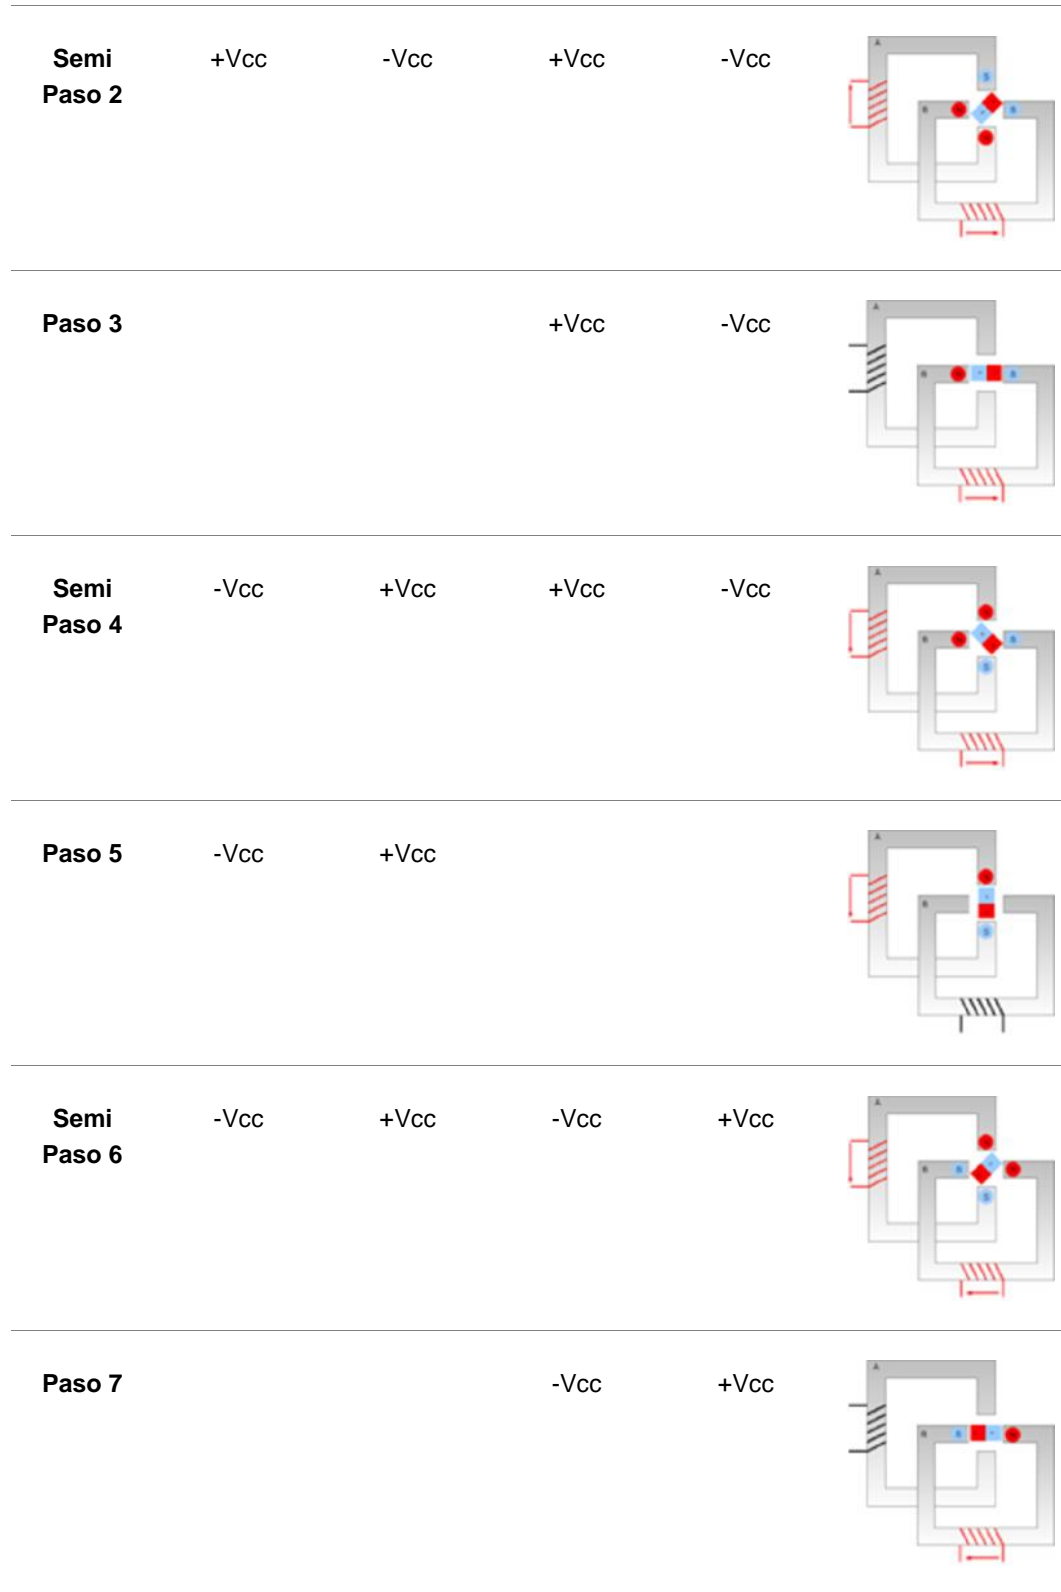 Semi +Vcc -Vcc +Vcc -Vcc
Paso 2
A
S
B S
Paso 3 +Vcc -Vcc
A
B S
Semi -Vcc +Vcc +Vcc -Vcc
Paso 4
A
B S
S
Paso 5 -Vcc +Vcc
A
B
S
Semi -Vcc +Vcc -Vcc +Vcc
Paso 6
A
B S
S
Paso 7 -Vcc +Vcc
A
B S